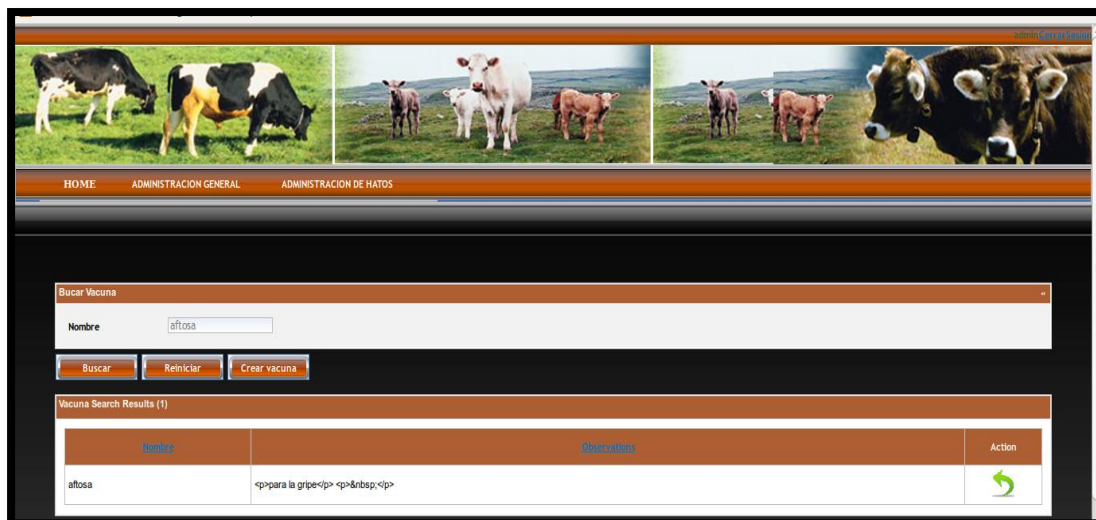 adminCerrarSesion
HOME ADMINISTRACION GENERAL ADMINISTRACION DE HATOS
Bucar Vacuna «
Nombre aftosa
Buscar Reiniciar Crear vacuna
Vacuna Search Results (1)
Nombre Observations Action
aftosa <p>para la gripe</p> <p>&nbsp;</p>